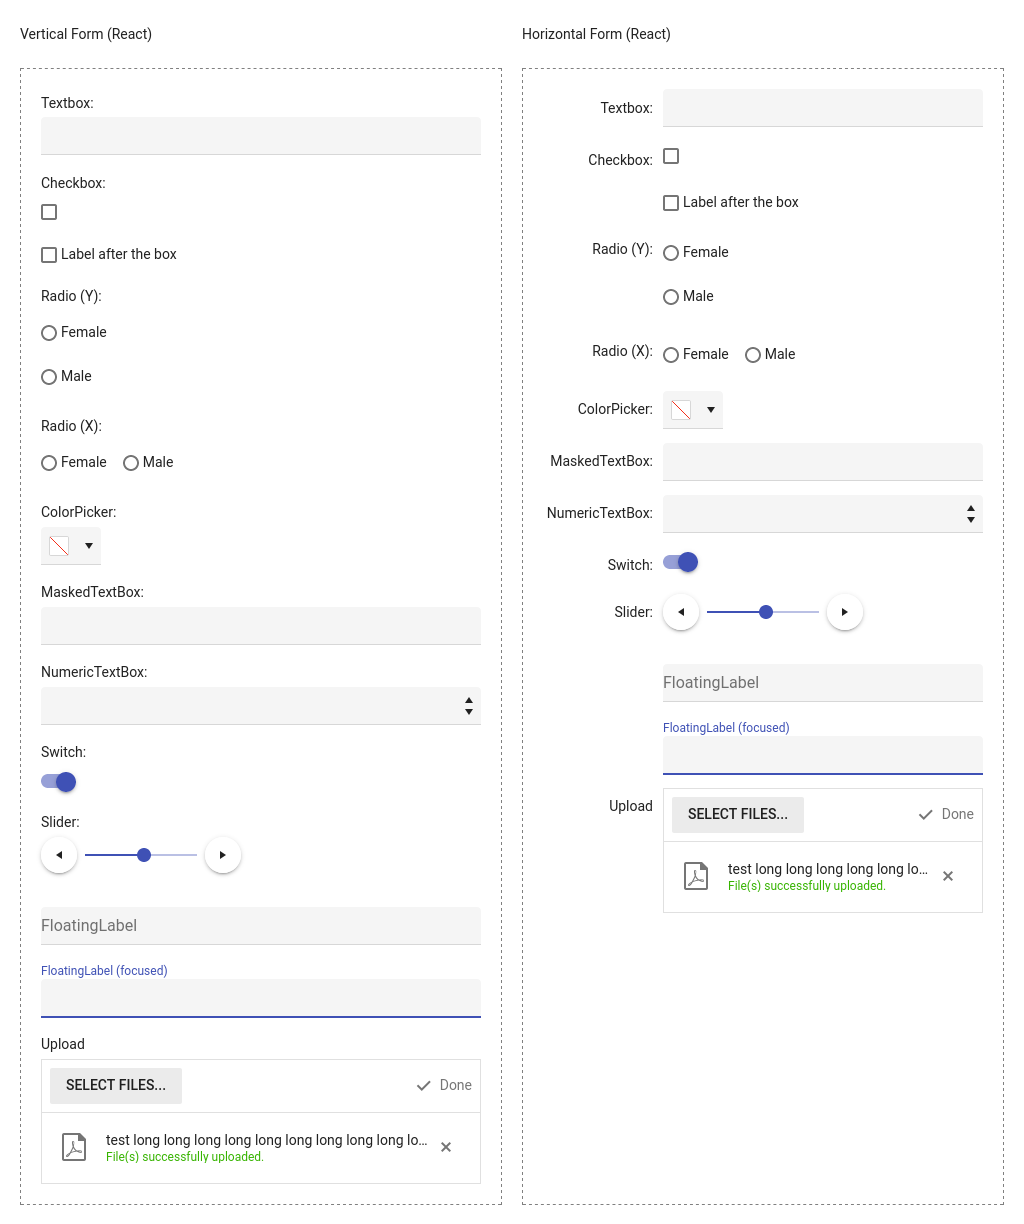 Vertical Form (React)
Textbox:
Checkbox:
Label after the box
Radio (Y):
Female
Male
Radio (X):
Female Male
ColorPicker:
MaskedTextBox:
NumericTextBox:
Switch:
Slider:
FloatingLabel
FloatingLabel (focused)
Upload
SELECT FILES... Done
test long long long long long long long long long lo...
File(s) successfully uploaded.
Horizontal Form (React)
Textbox:
Checkbox:
Label after the box
Radio (Y): Female
Male
Radio (X): Female Male
ColorPicker:
MaskedTextBox:
NumericTextBox:
Switch:
Slider:
FloatingLabel
FloatingLabel (focused)
Upload SELECT FILES... Done
test long long long long long lo...
File(s) successfully uploaded.